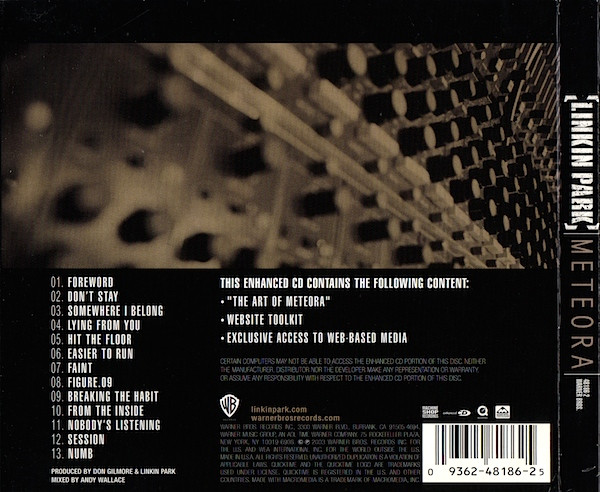 01. FOREWORD
02. DON'T STAY
03. SOMEWHERE I BELONG
04. LYING FROM YOU
05. HIT THE FLOOR
06. EASIER TO RUN
07. FAINT
08. FIGURE.09
09. BREAKING THE HABIT
10. FROM THE INSIDE
11. NOBODY'S LISTENING
12. SESSION
13. NUMB
PRODUCED BY DON GILMORE & LINKIN PARK
MIXED BY ANDY WALLACE
THIS ENHANCED CD CONTAINS THE FOLLOWING CONTENT:
• "THE ART OF METEORA"
• WEBSITE TOOLKIT
• EXCLUSIVE ACCESS TO WEB-BASED MEDIA
CERTAIN COMPUTERS MAY NOT BE ABLE TO ACCESS THE ENHANCED CD PORTION OF THIS DISC. NEITHER
THE MANUFACTURER, DISTRIBUTOR NOR THE DEVELOPER MAKE ANY REPRESENTATION OR WARRANTY,
OR ASSUME ANY RESPONSIBILITY WITH RESPECT TO THE ENHANCED CD PORTION OF THIS DISC.
WB
linkinpark.com
warnerbrosrecords.com
WARNER BROS. RECORDS INC., 3300 WARNER BLVD., BURBANK, CA 91505-4694.
WARNER MUSIC GROUP, AN AOL TIME WARNER COMPANY. 75 ROCKEFELLER PLAZA,
NEW YORK, NY 10019-6908. © ℗ 2003 WARNER BROS. RECORDS INC. FOR
THE U.S. AND WEA INTERNATIONAL INC. FOR THE WORLD OUTSIDE THE U.S.
MADE IN U.S.A. ALL RIGHTS RESERVED. UNAUTHORIZED DUPLICATION IS A VIOLATION OF
APPLICABLE LAWS. QUICKTIME AND THE QUICKTIME LOGO ARE TRADEMARKS
USED UNDER LICENSE. QUICKTIME IS REGISTERED IN THE U.S. AND OTHER
COUNTRIES. MADE WITH MACROMEDIA IS A TRADEMARK OF MACROMEDIA, INC.
0 9362-48186-2 5
[LINKIN PARK]
METEORA
48186-2
WARNER BROS.